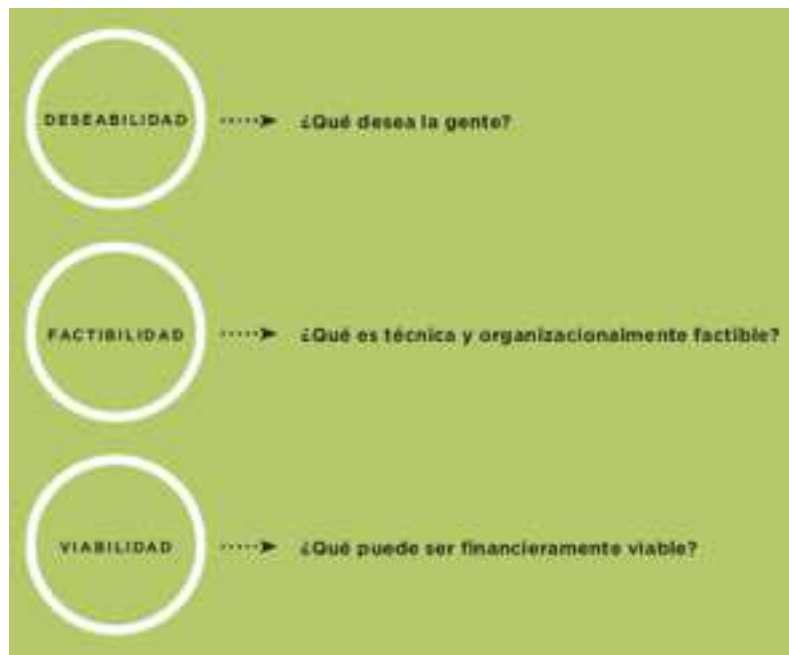 DESEABILIDAD ¿Qué desea la gente?
FACTIBILIDAD ¿Qué es técnica y organizacionalmente factible?
VIABILIDAD ¿Qué puede ser financieramente viable?